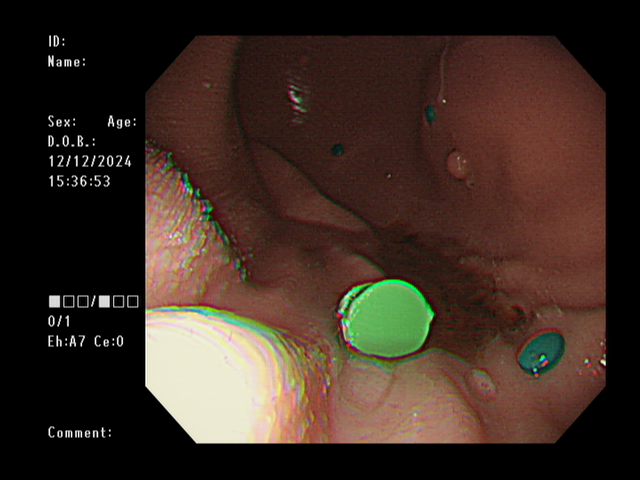 ID:
Name:
Sex: Age:
D.O.B.:
12/12/2024
15:36:53
■□□/■□□
0/1
Eh:A7 Ce:0
Comment: